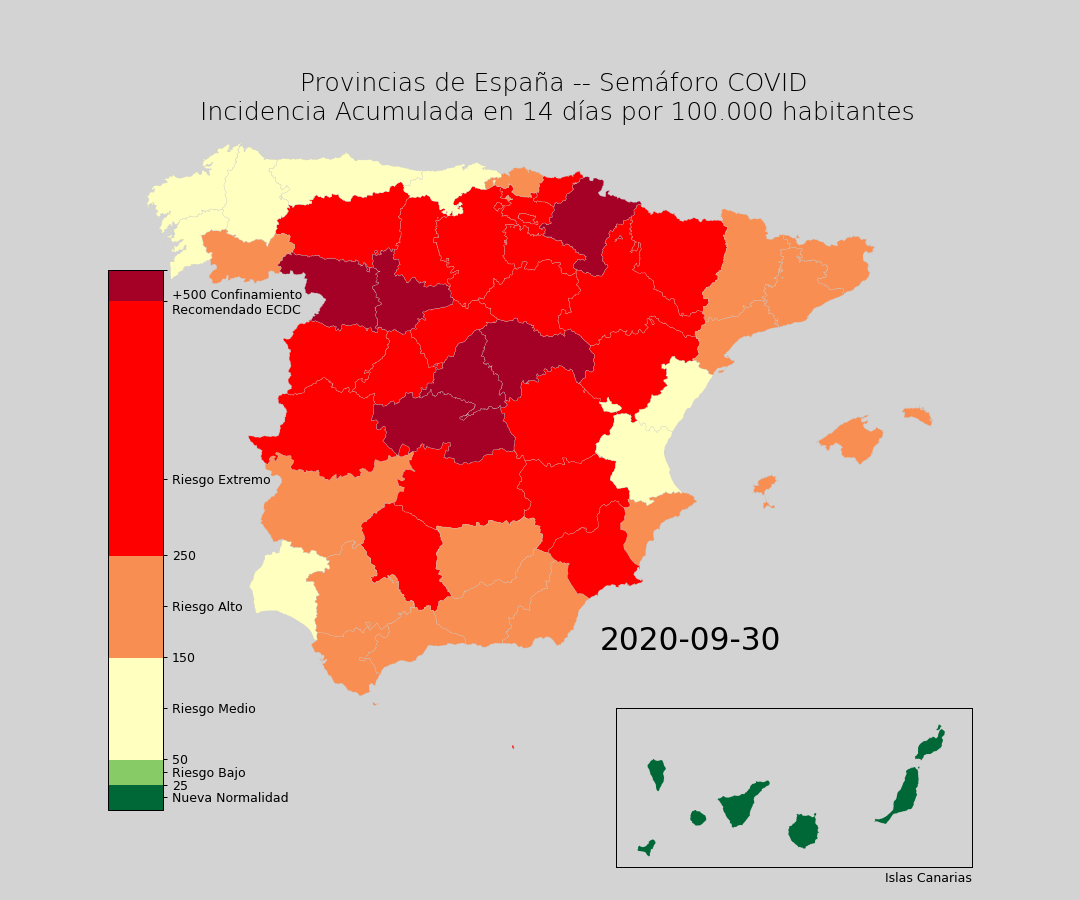 Provincias de España -- Semáforo COVID
Incidencia Acumulada en 14 días por 100.000 habitantes
+500 Confinamiento
Recomendado ECDC
Riesgo Extremo
250
Riesgo Alto
150
Riesgo Medio
50
Riesgo Bajo
25
Nueva Normalidad
2020-09-30
Islas Canarias